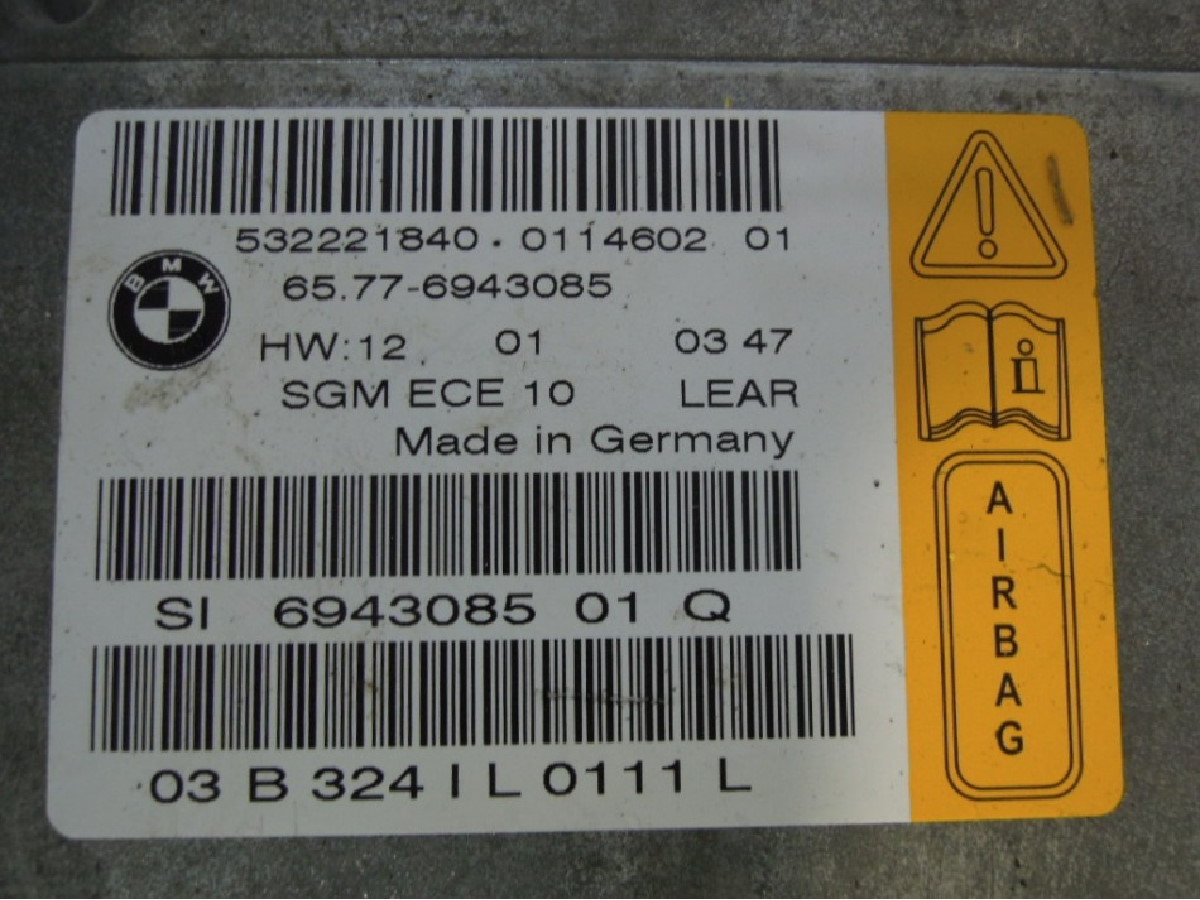 532221840 . 0114602 01
BMW
65.77-6943085
HW:12 01 03 47
SGM ECE 10 LEAR
Made in Germany
SI 6943085 01 Q
03 B 324 I L 0111 L
i
AIRBAG